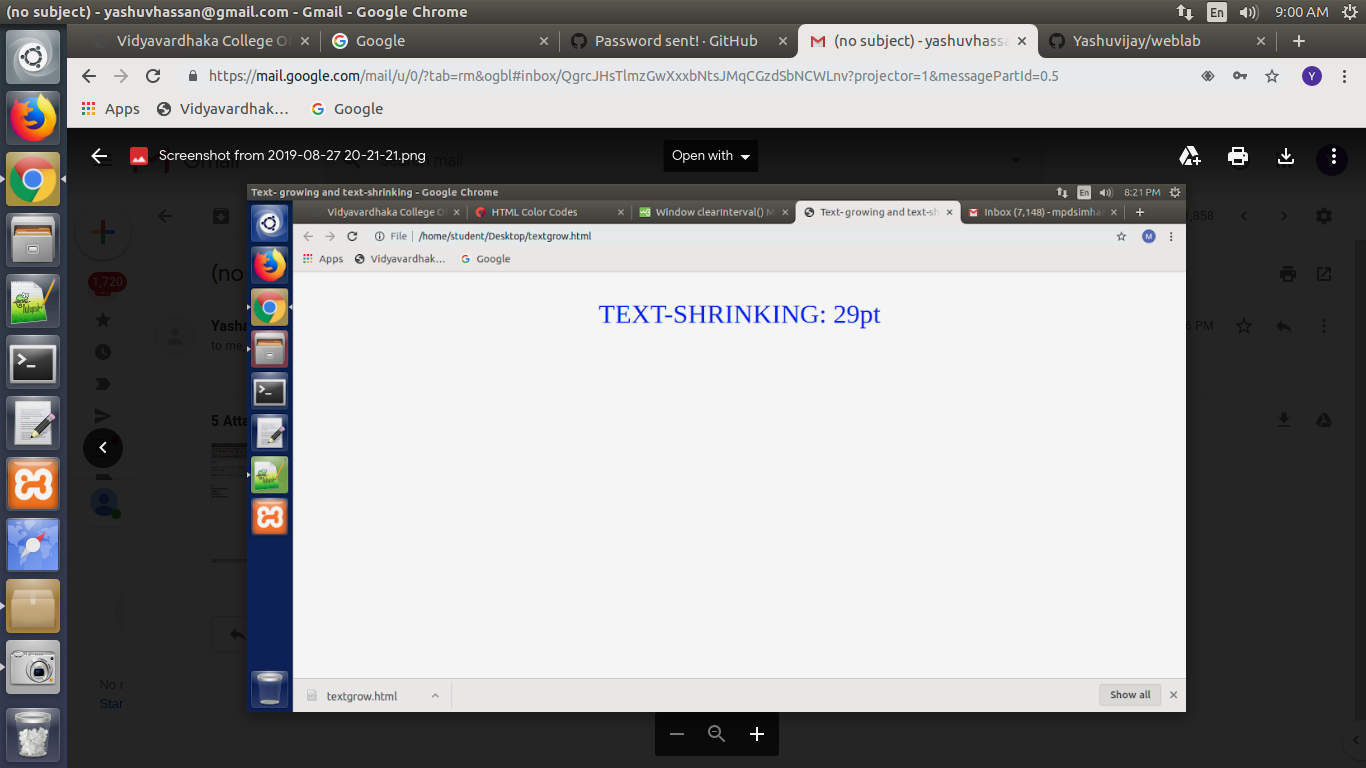 (no subject) - yashuvhassan@gmail.com - Gmail - Google Chrome
En
9:00 AM
Vidyavardhaka College O
Google
Password sent! · GitHub
(no subject) - yashuvhassa
Yashuvijay/weblab
https://mail.google.com/mail/u/0/?tab=rm&ogbl#inbox/QgrcJHsTlmzGwXxxbNtsJMqCGzdSbNCWLnv?projector=1&messagePartId=0.5
Y
Apps
Vidyavardhak…
Google
Screenshot from 2019-08-27 20-21-21.png
Open with
mail
1,858
1,720
(no
Yasha
to me
PM
5 Atta
No r
Star
Text- growing and text-shrinking - Google Chrome
En
8:21 PM
Vidyavardhaka College O
HTML Color Codes
Window clearInterval() M
Text- growing and text-sh
Inbox (7,148) - mpdsimha
File
/home/student/Desktop/textgrow.html
M
Apps
Vidyavardhak…
Google
TEXT-SHRINKING: 29pt
textgrow.html
Show all